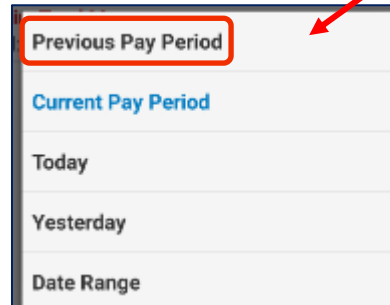 Previous Pay Period
Current Pay Period
Today
Yesterday
Date Range